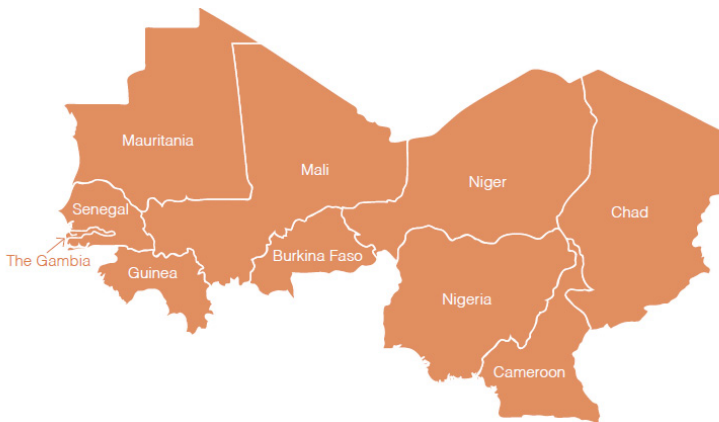 Mauritania
Mali
Niger
Chad
Senegal
The Gambia
Guinea
Burkina Faso
Nigeria
Cameroon